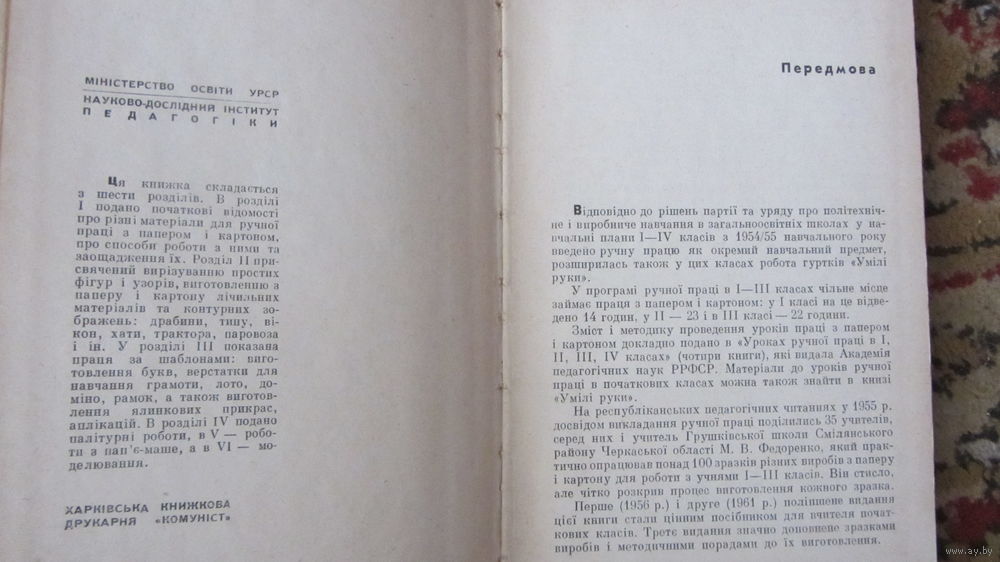 МІНІСТЕРСТВО ОСВІТИ УРСР
НАУКОВО-ДОСЛІДНИЙ ІНСТИТУТ
ПЕДАГОГІКИ
Ця книжка складається
з шести розділів. В розділі
I подано початкові відомості
про різні матеріали для ручної
праці з папером і картоном,
про способи роботи з ними та
заощадження їх. Розділ II при-
свячений вирізуванню простих
фігур і узорів, виготовленню з
паперу і картону лічильних
матеріалів та контурних зо-
бражень: драбини, тину, ві-
кон, хати, трактора, паровоза
і ін. У розділі III показана
праця за шаблонами: виго-
товлення букв, верстатки для
навчання грамоти, лото, до-
міно, рамок, а також виготов-
лення ялинкових прикрас,
аплікацій. В розділі IV подано
палітурні роботи, в V — робо-
ти з пап'є-маше, а в VI — мо-
делювання.
ХАРКІВСЬКА КНИЖКОВА
ДРУКАРНЯ «КОМУНІСТ»
Передмова
Відповідно до рішень партії та уряду про політехніч-
не і виробниче навчання в загальноосвітніх школах у на-
вчальні плани I—IV класів з 1954/55 навчального року
введено ручну працю як окремий навчальний предмет,
розширилась також у цих класах робота гуртків «Умілі
руки».
У програмі ручної праці в I—III класах чільне місце
займає праця з папером і картоном: у I класі на це відве-
дено 14 годин, у II — 23 і в III класі — 22 години.
Зміст і методику проведення уроків праці з папером
і картоном докладно подано в «Уроках ручної праці в I,
II, III, IV класах» (чотири книги), які видала Академія
педагогічних наук РРФСР. Матеріали до уроків ручної
праці в початкових класах можна також знайти в книзі
«Умілі руки».
На республіканських педагогічних читаннях у 1955 р.
досвідом викладання ручної праці поділились 35 учителів,
серед них і учитель Грушківської школи Смілянського
району Черкаської області М. В. Федоренко, який прак-
тично опрацював понад 100 зразків різних виробів з паперу
і картону для роботи з учнями I—III класів. Він стисло,
але чітко розкрив процес виготовлення кожного зразка.
Перше (1956 р.) і друге (1961 р.) поліпшене видання
цієї книги стали цінним посібником для вчителя почат-
кових класів. Третє видання значно доповнене зразками
виробів і методичними порадами до їх виготовлення.
www.ay.by